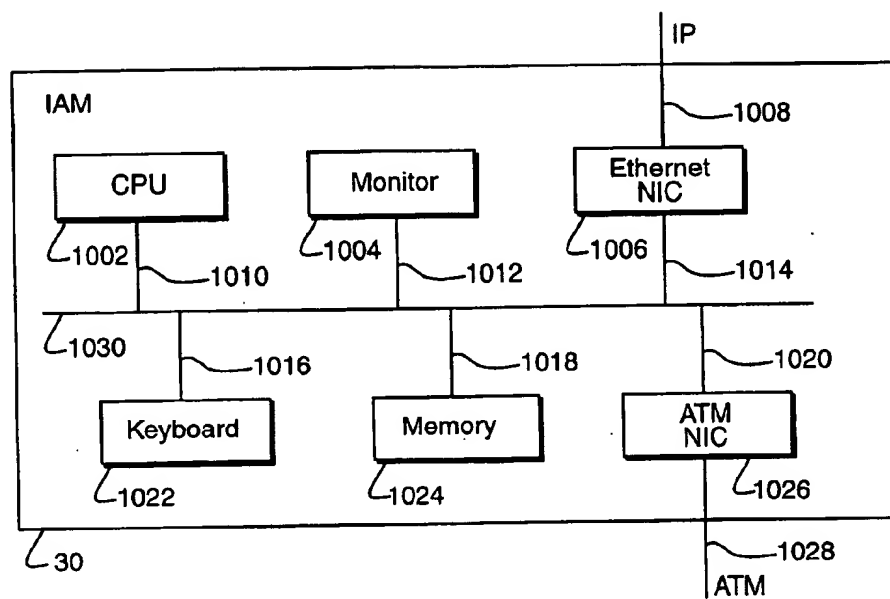 IP
IAM
1008
CPU
Monitor
Ethernet
NIC
1002
1010
1004
1012
1006
1014
1030
1016
1018
1020
Keyboard
Memory
ATM
NIC
1022
1024
1026
30
1028
ATM